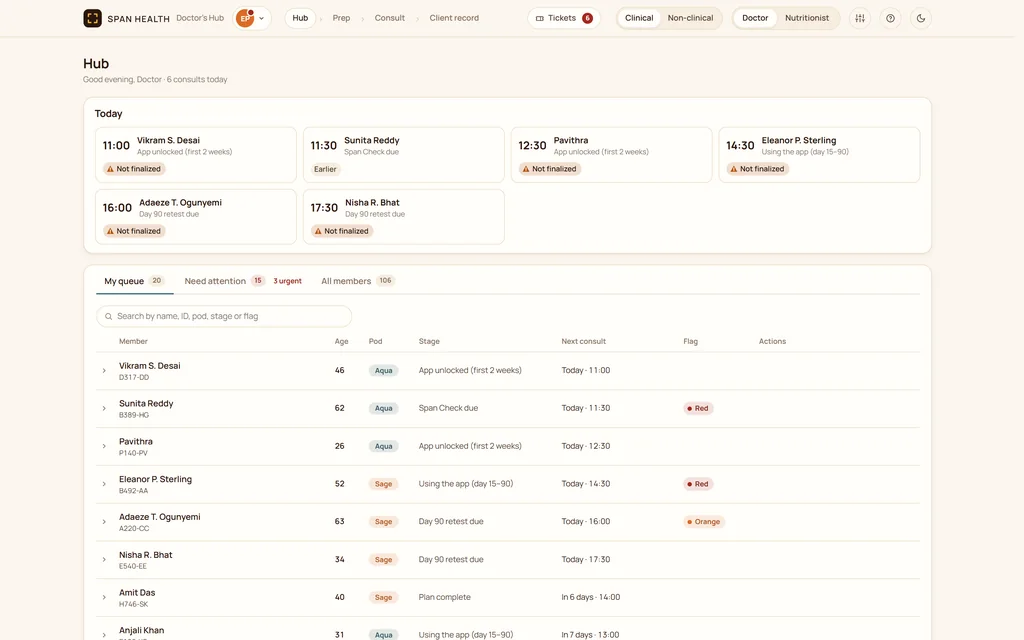 SPAN HEALTH Doctor's Hub EP Hub Prep Consult Client record Tickets 6 Clinical Non-clinical Doctor Nutritionist
Hub
Good evening, Doctor · 6 consults today
Today
11:00 Vikram S. Desai
App unlocked (first 2 weeks)
Not finalized
11:30 Sunita Reddy
Span Check due
Earlier
12:30 Pavithra
App unlocked (first 2 weeks)
Not finalized
14:30 Eleanor P. Sterling
Using the app (day 15–90)
Not finalized
16:00 Adaeze T. Ogunyemi
Day 90 retest due
Not finalized
17:30 Nisha R. Bhat
Day 90 retest due
Not finalized
My queue 20 Need attention 15 3 urgent All members 106
Search by name, ID, pod, stage or flag
Member Age Pod Stage Next consult Flag Actions
Vikram S. Desai 46 Aqua App unlocked (first 2 weeks) Today · 11:00
D317-DD
Sunita Reddy 62 Aqua Span Check due Today · 11:30 Red
B389-HG
Pavithra 26 Aqua App unlocked (first 2 weeks) Today · 12:30
P140-PV
Eleanor P. Sterling 52 Sage Using the app (day 15–90) Today · 14:30 Red
B492-AA
Adaeze T. Ogunyemi 63 Sage Day 90 retest due Today · 16:00 Orange
A220-CC
Nisha R. Bhat 34 Sage Day 90 retest due Today · 17:30
E540-EE
Amit Das 40 Sage Plan complete In 6 days · 14:00
H746-SK
Anjali Khan 31 Aqua Using the app (day 15–90) In 7 days · 13:00